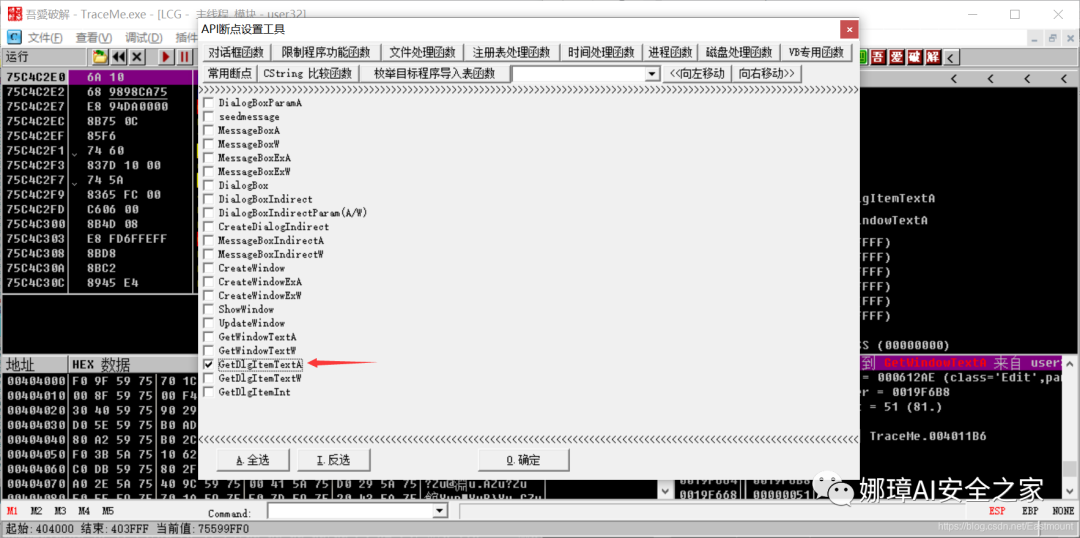 吾爱破解 - TraceMe.exe - [LCG - 主线程, 模块 - user32]
文件(F) 查看(V) 调试(D) 插件
运行
吾 爱 破 解
75C4C2E0 6A 10
75C4C2E2 68 9898CA75
75C4C2E7 E8 94DA0000
75C4C2EC 8B75 0C
75C4C2EF 85F6
75C4C2F1 74 60
75C4C2F3 837D 10 00
75C4C2F7 74 5A
75C4C2F9 8365 FC 00
75C4C2FD C606 00
75C4C300 8B4D 08
75C4C303 E8 FD6FFEFF
75C4C308 8BD8
75C4C30A 8BC2
75C4C30C 8945 E4
API断点设置工具
对话框函数 限制程序功能函数 文件处理函数 注册表处理函数 时间处理函数 进程函数 磁盘处理函数 VB专用函数
常用断点 CString 比较函数 枚举目标程序导入表函数 <<向左移动 向右移动>>
DialogBoxParamA
seedmessage
MessageBoxA
MessageBoxW
MessageBoxExA
MessageBoxExW
DialogBox
DialogBoxIndirect
DialogBoxIndirectParam(A/W)
CreateDialogIndirect
MessageBoxIndirectA
MessageBoxIndirectW
CreateWindow
CreateWindowExA
CreateWindowExW
ShowWindow
UpdateWindow
GetWindowTextA
GetWindowTextW
GetDlgItemTextA
GetDlgItemTextW
GetDlgItemInt
A.全选 I.反选 O.确定
gItemTextA
ndowTextA
FFF)
FFF)
FFF)
FFF)
FFF)
FFF)
SS (00000000)
到 GetWindowTextA 来自 user3
= 000612AE (class='Edit',pa
r = 0019F6B8
= 51 (81.)
TraceMe.004011B6
0019F664
0019F668 00000051
地址 HEX 数据
00404000 F0 9F 59 75 70 1C
00404010 00 8F 59 75 00 F4
00404020 30 40 59 75 90 29
00404030 D0 5E 59 75 B0 AD
00404040 80 A2 59 75 B0 C0
00404050 F0 3B 5A 75 10 62
00404060 C0 DB 59 75 80 2F
00404070 A0 2E 5A 75 40 9C 59 75 00 41 5A 75 D0 29 5A 75
M1 M2 M3 M4 M5 Command: ESP EBP NONE
起始: 404000 结束: 403FFF 当前值: 75599FF0
娜璋AI安全之家
https://blog.csdn.net/Eastmount